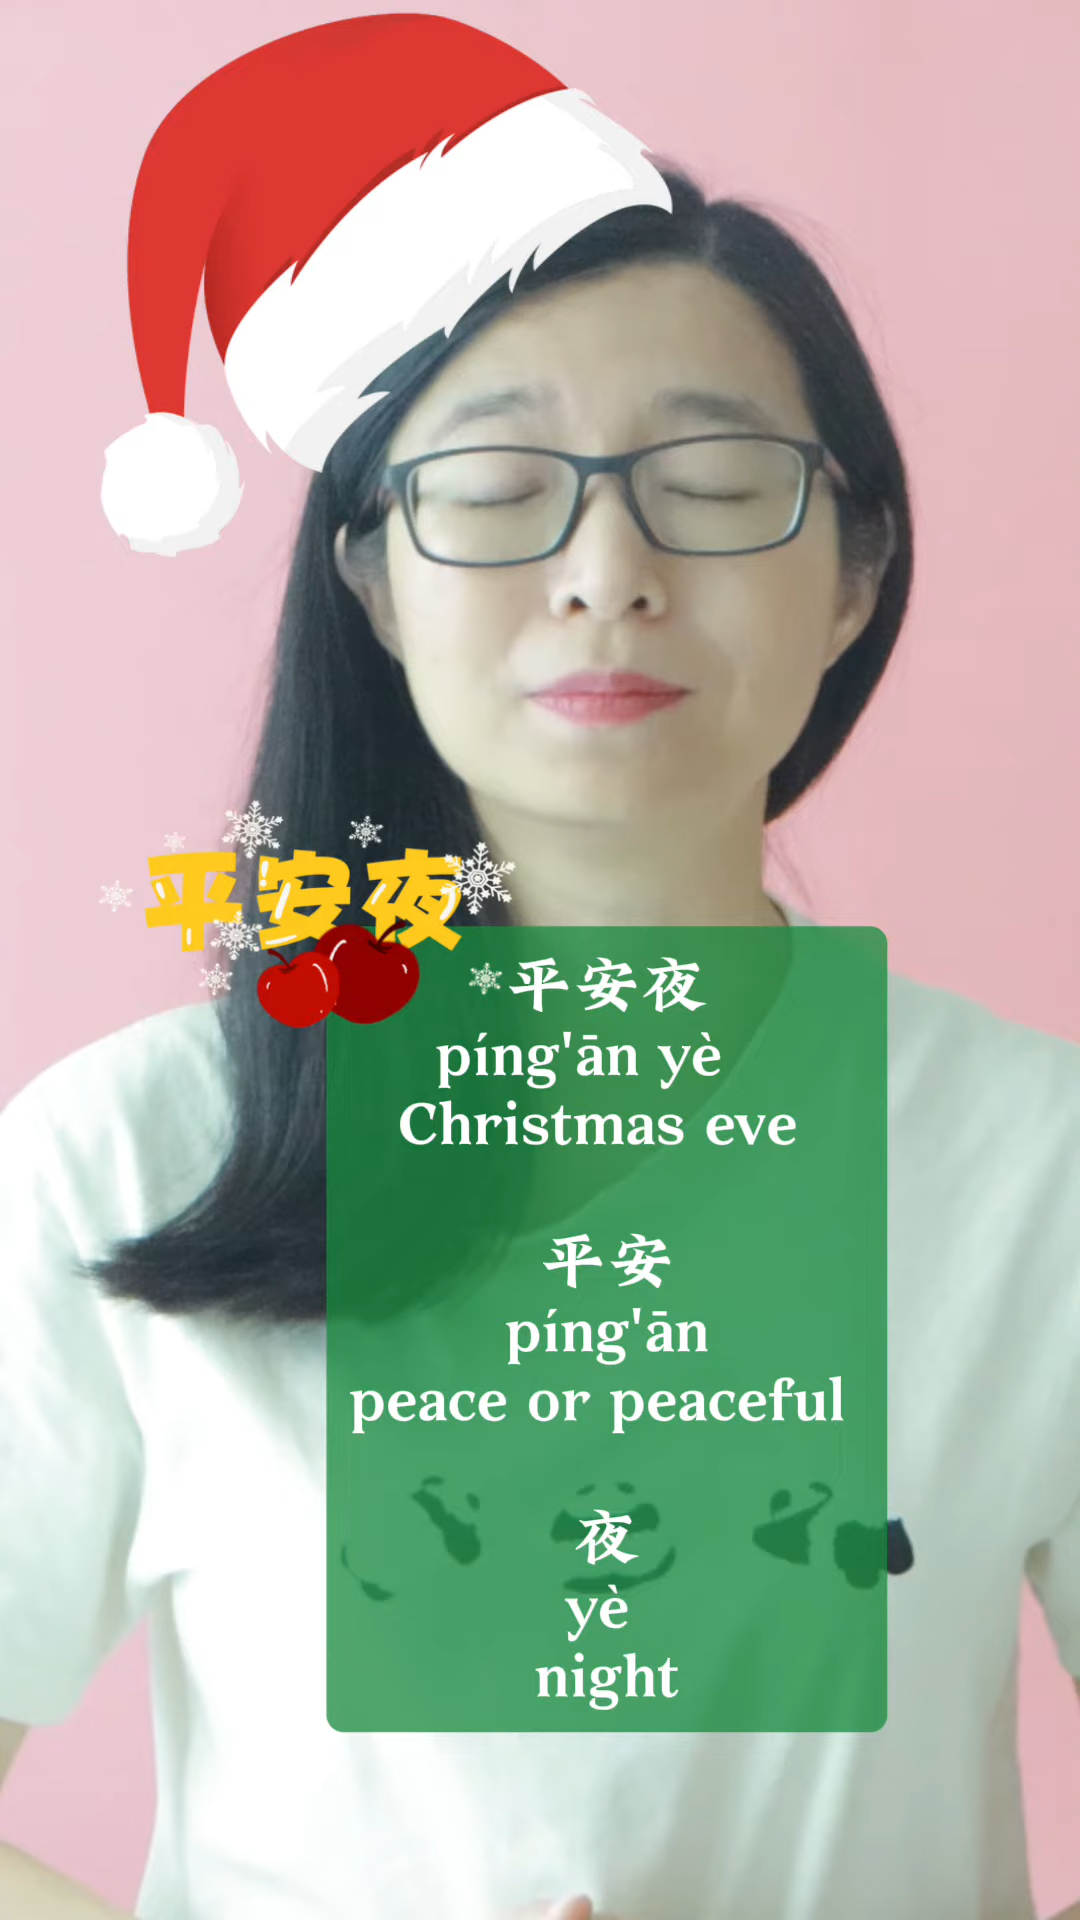 平安夜
平安夜
píng'ān yè
Christmas eve
平安
píng'ān
peace or peaceful
夜
yè
night